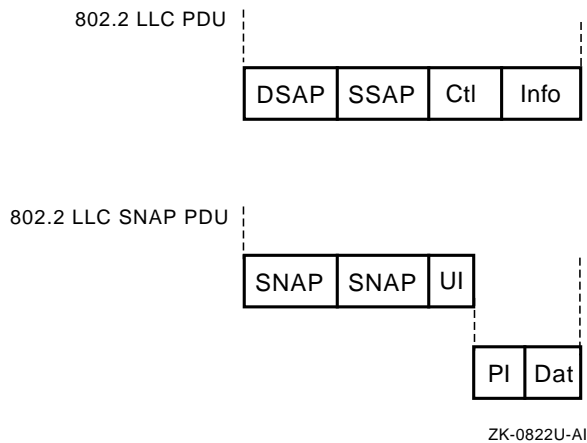 802.2 LLC PDU
DSAP SSAP Ctl Info
802.2 LLC SNAP PDU
SNAP SNAP UI
PI Dat
ZK-0822U-AI